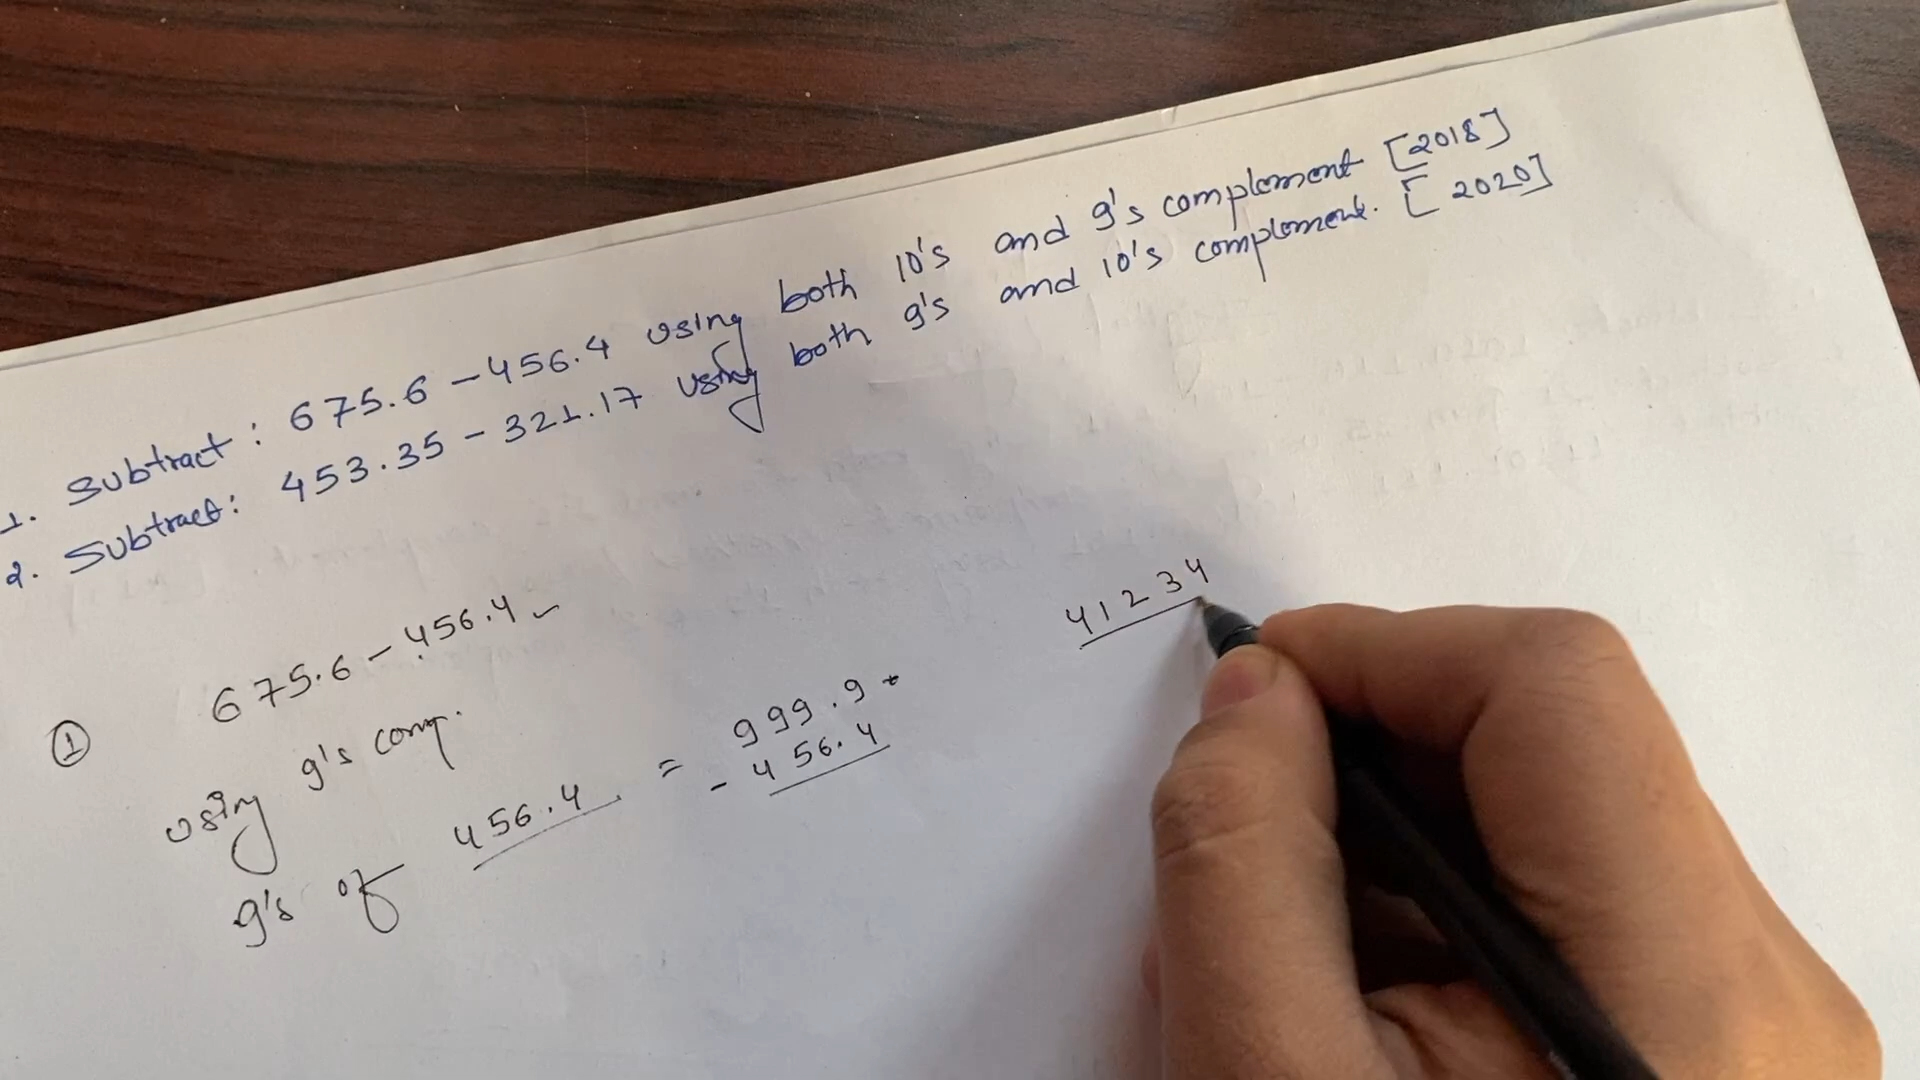 1. Subtract : 675.6 - 456.4 using both 10's and 9's complement [2018]
2. Subtract: 453.35 - 321.17 using both 9's and 10's complement. [2020]
① 675.6 - 456.4
using 9's comp.
9's of 456.4 = 999.9
- 456.4
41234